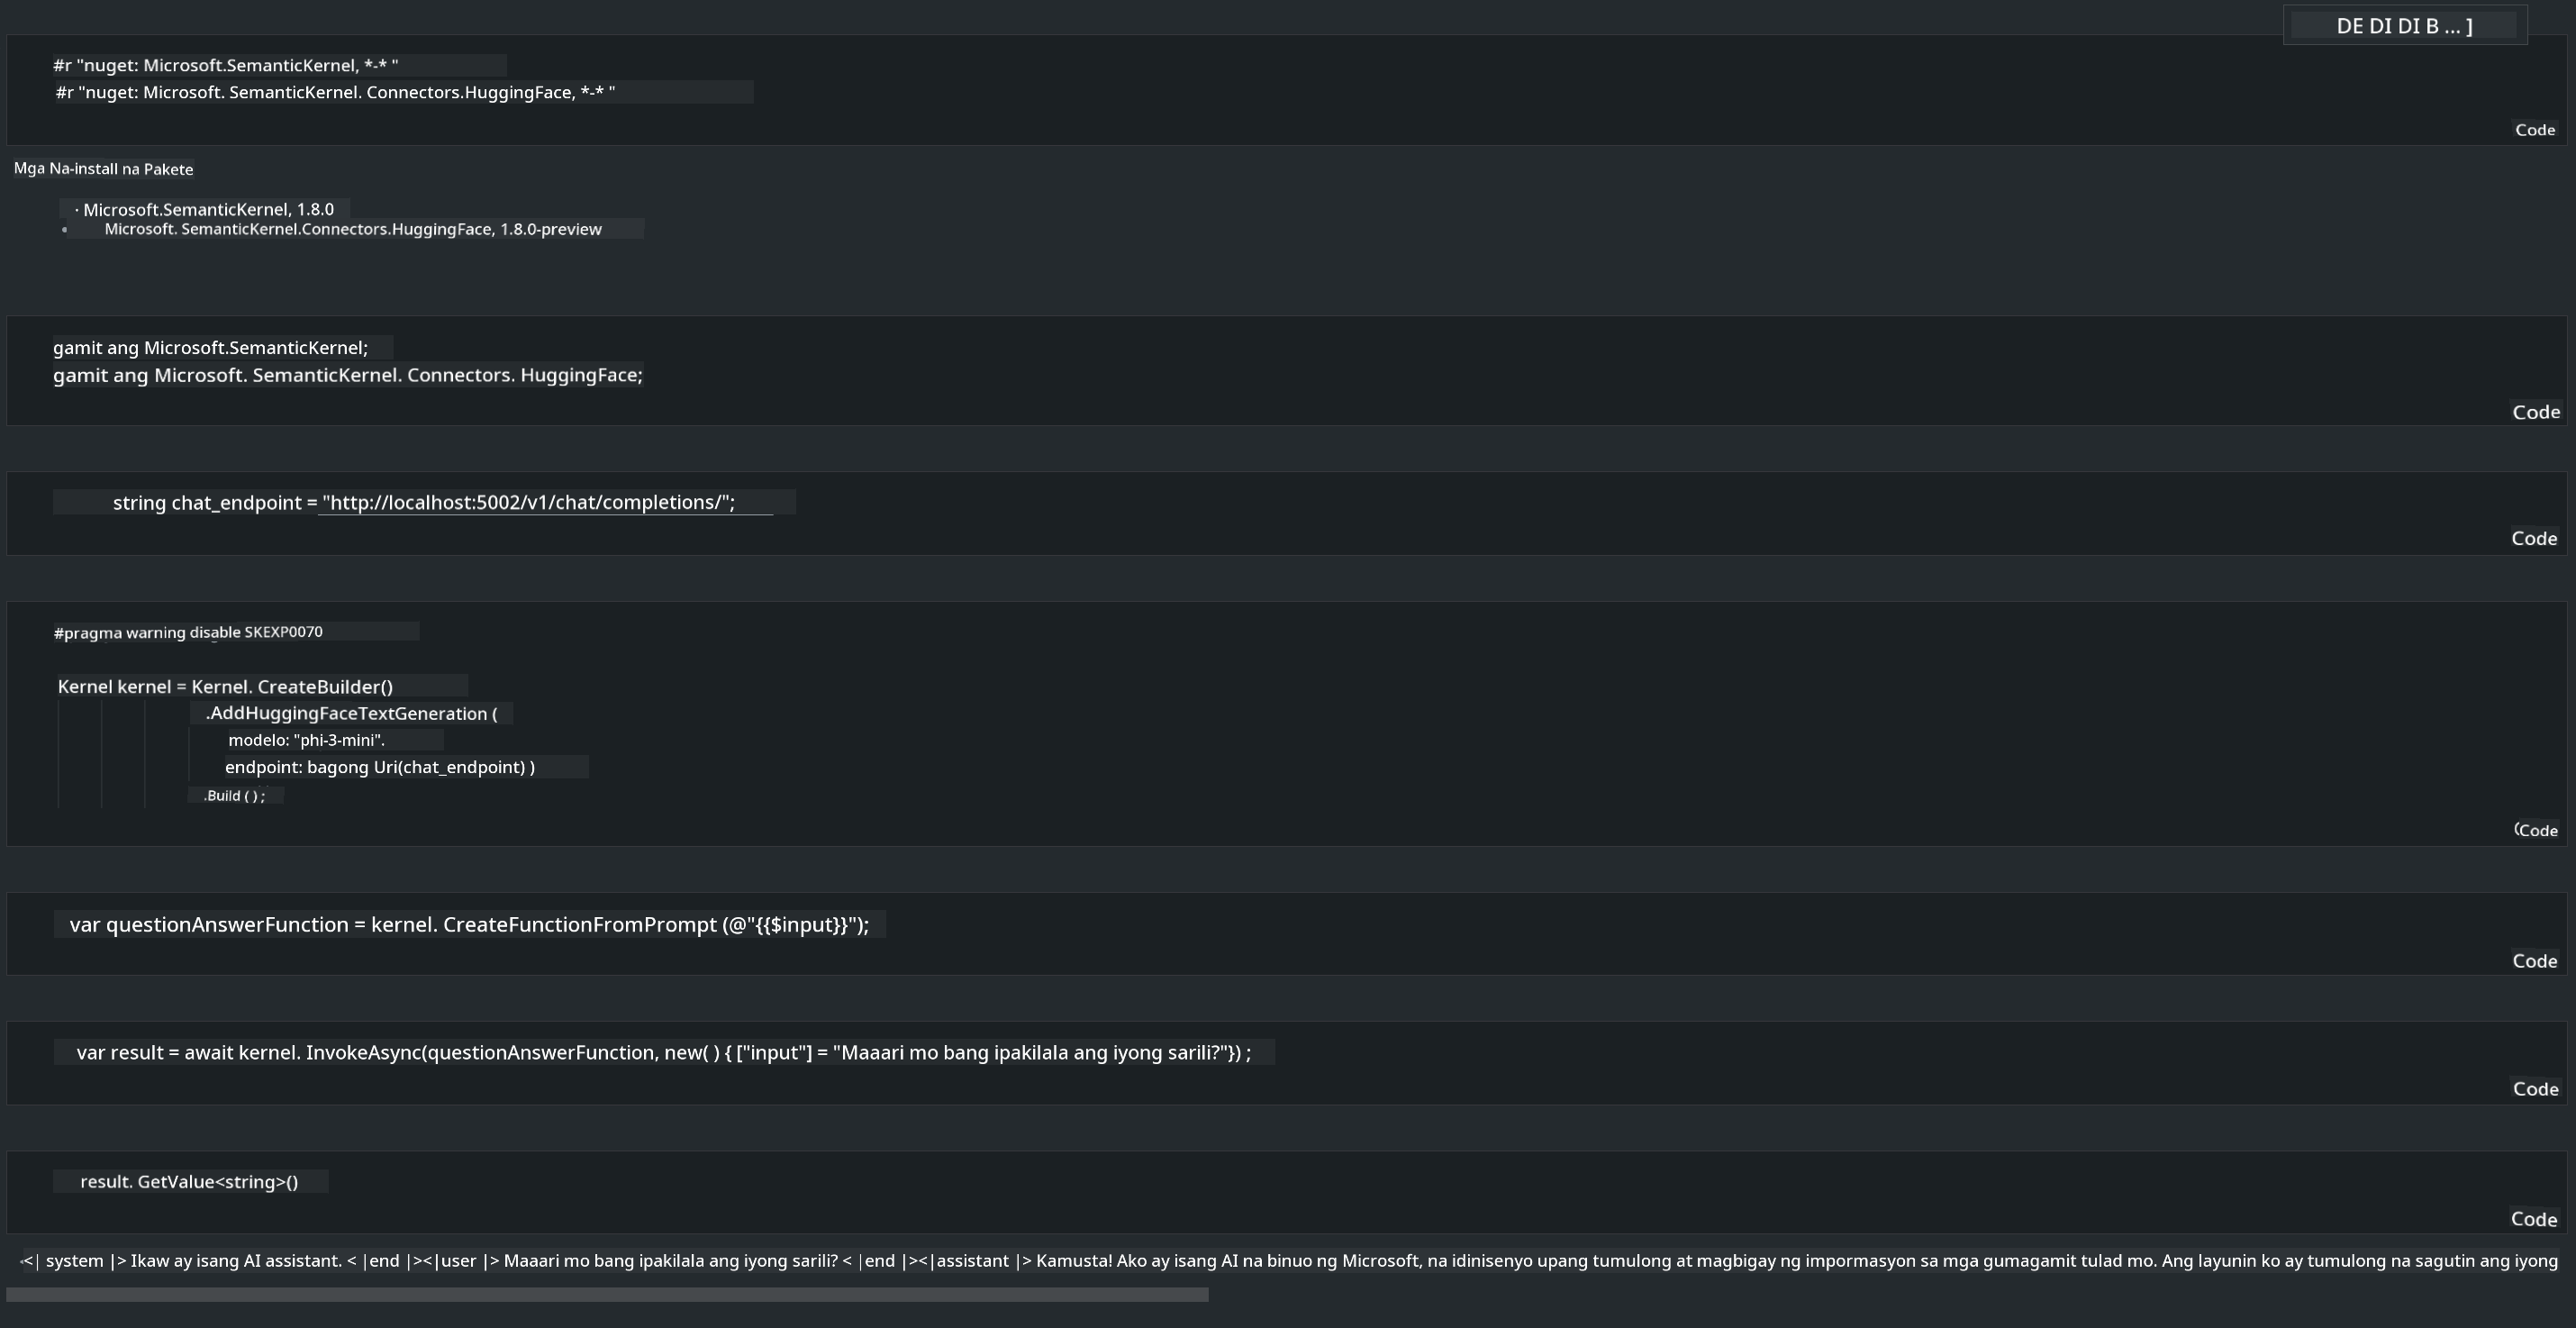 DE DI DI B ... ]
#r "nuget: Microsoft.SemanticKernel, *-* "
#r "nuget: Microsoft. SemanticKernel. Connectors.HuggingFace, *-* "
Code
Mga Na-install na Pakete
· Microsoft.SemanticKernel, 1.8.0
• Microsoft. SemanticKernel.Connectors.HuggingFace, 1.8.0-preview
gamit ang Microsoft.SemanticKernel;
gamit ang Microsoft. SemanticKernel. Connectors. HuggingFace;
Code
string chat_endpoint = "http://localhost:5002/v1/chat/completions/";
Code
#pragma warning disable SKEXP0070
Kernel kernel = Kernel. CreateBuilder()
.AddHuggingFaceTextGeneration (
modelo: "phi-3-mini".
endpoint: bagong Uri(chat_endpoint) )
.Build ( ) ;
(Code
var questionAnswerFunction = kernel. CreateFunctionFromPrompt (@"{{$input}}");
Code
var result = await kernel. InvokeAsync(questionAnswerFunction, new( ) { ["input"] = "Maaari mo bang ipakilala ang iyong sarili?"}) ;
Code
result. GetValue<string>()
Code
<| system |> Ikaw ay isang AI assistant. < |end |><|user |> Maaari mo bang ipakilala ang iyong sarili? < |end |><|assistant |> Kamusta! Ako ay isang AI na binuo ng Microsoft, na idinisenyo upang tumulong at magbigay ng impormasyon sa mga gumagamit tulad mo. Ang layunin ko ay tumulong na sagutin ang iyong